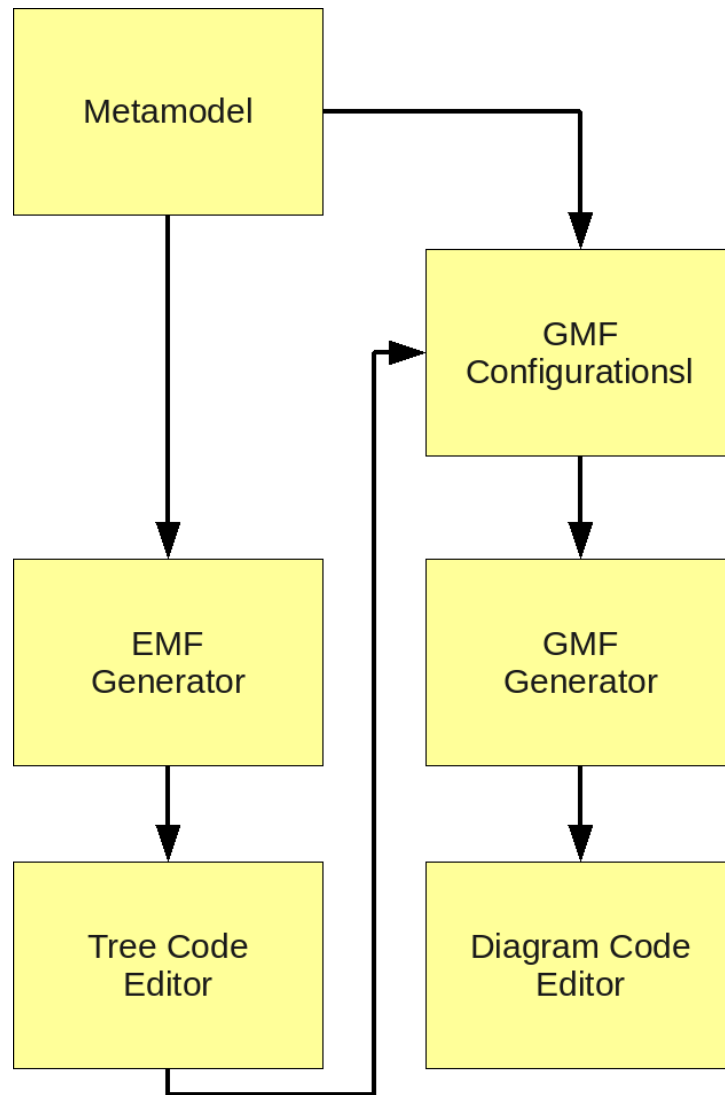 Metamodel
GMF
Configurationsl
EMF
Generator
GMF
Generator
Tree Code
Editor
Diagram Code
Editor